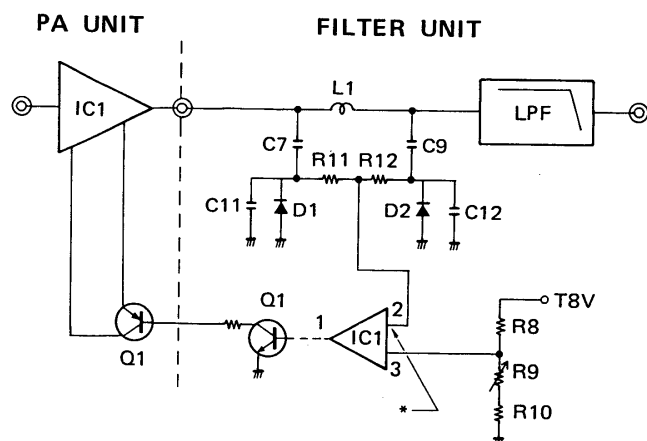 PA UNIT
FILTER UNIT
IC1
L1
LPF
C7
C9
R11
R12
C11
D1
D2
C12
T8V
Q1
1
2
IC1
3
R8
Q1
R9
*
R10